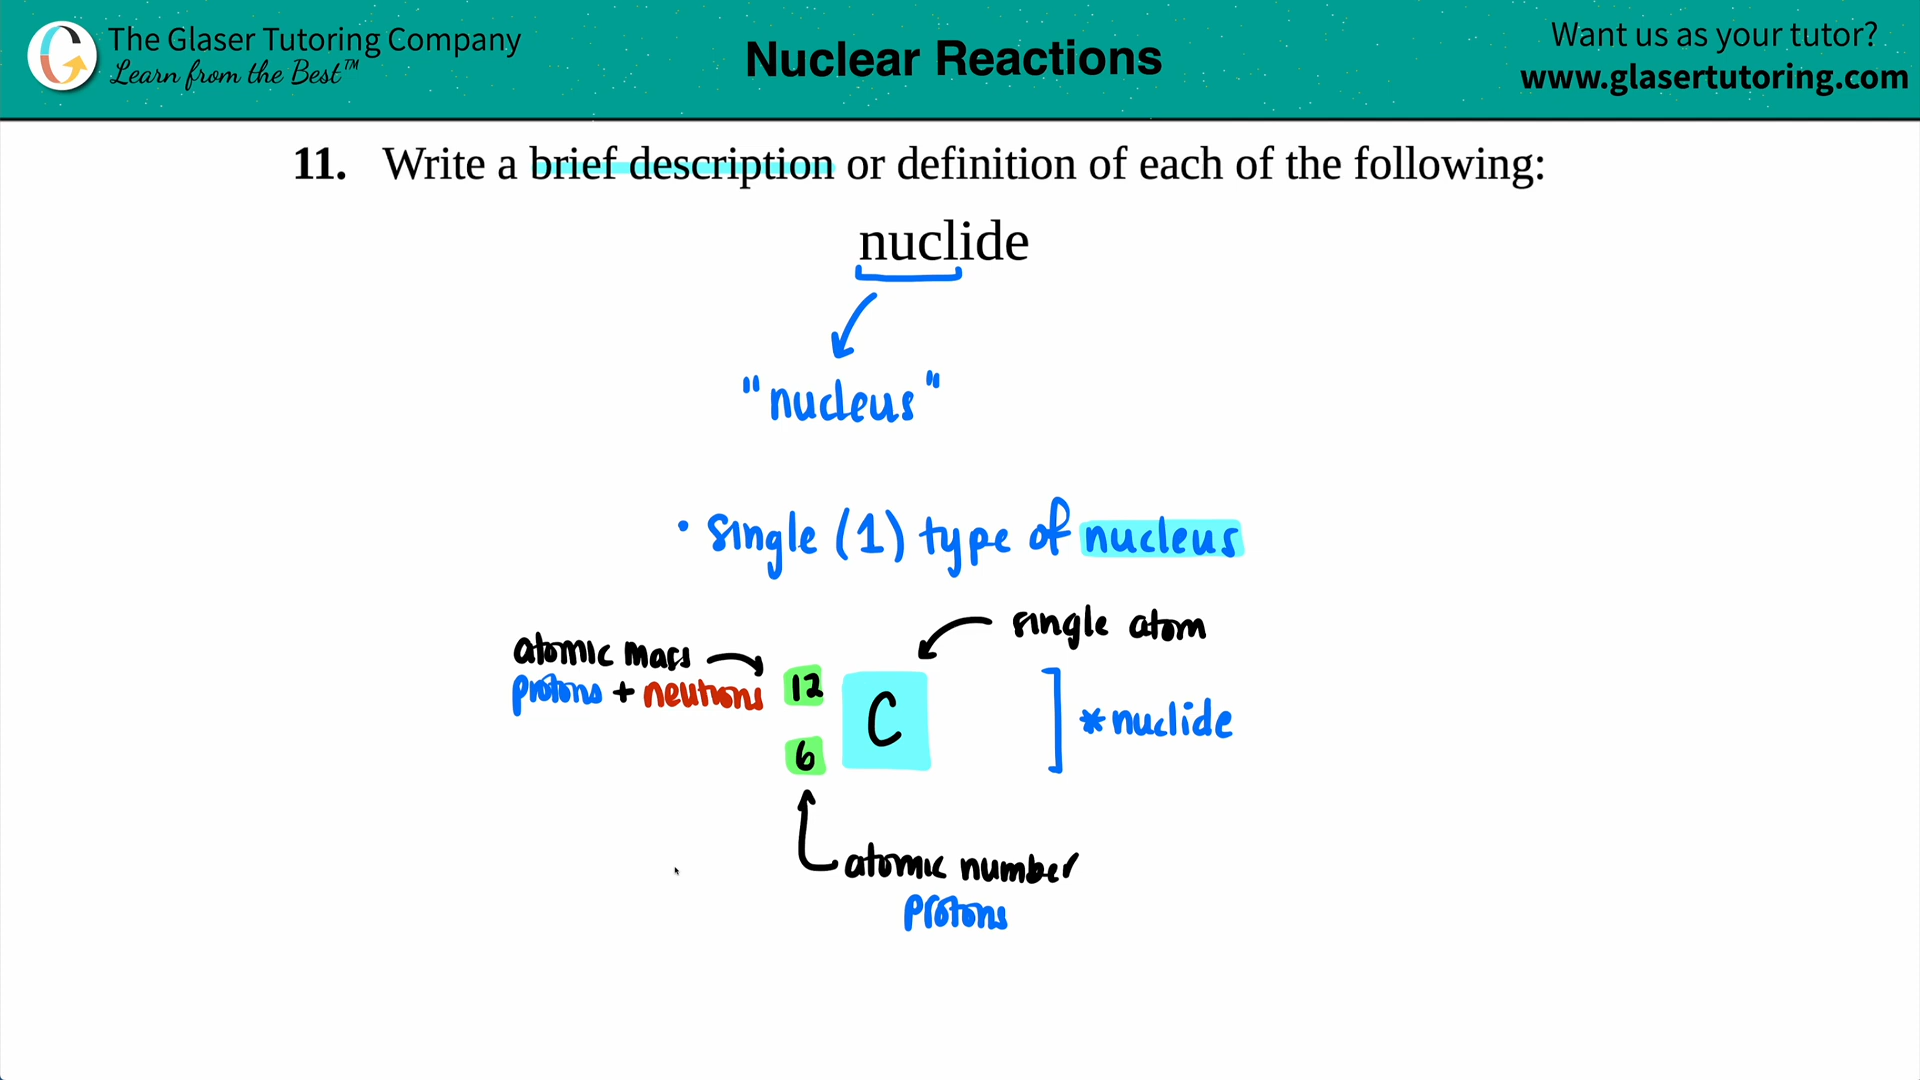 The Glaser Tutoring Company
Learn from the Best™
Nuclear Reactions
Want us as your tutor?
www.glasertutoring.com
11. Write a brief description or definition of each of the following:
nuclide
"nucleus"
• single (1) type of nucleus
single atom
atomic mass
protons + neutrons
12
C
6
*nuclide
atomic number
protons